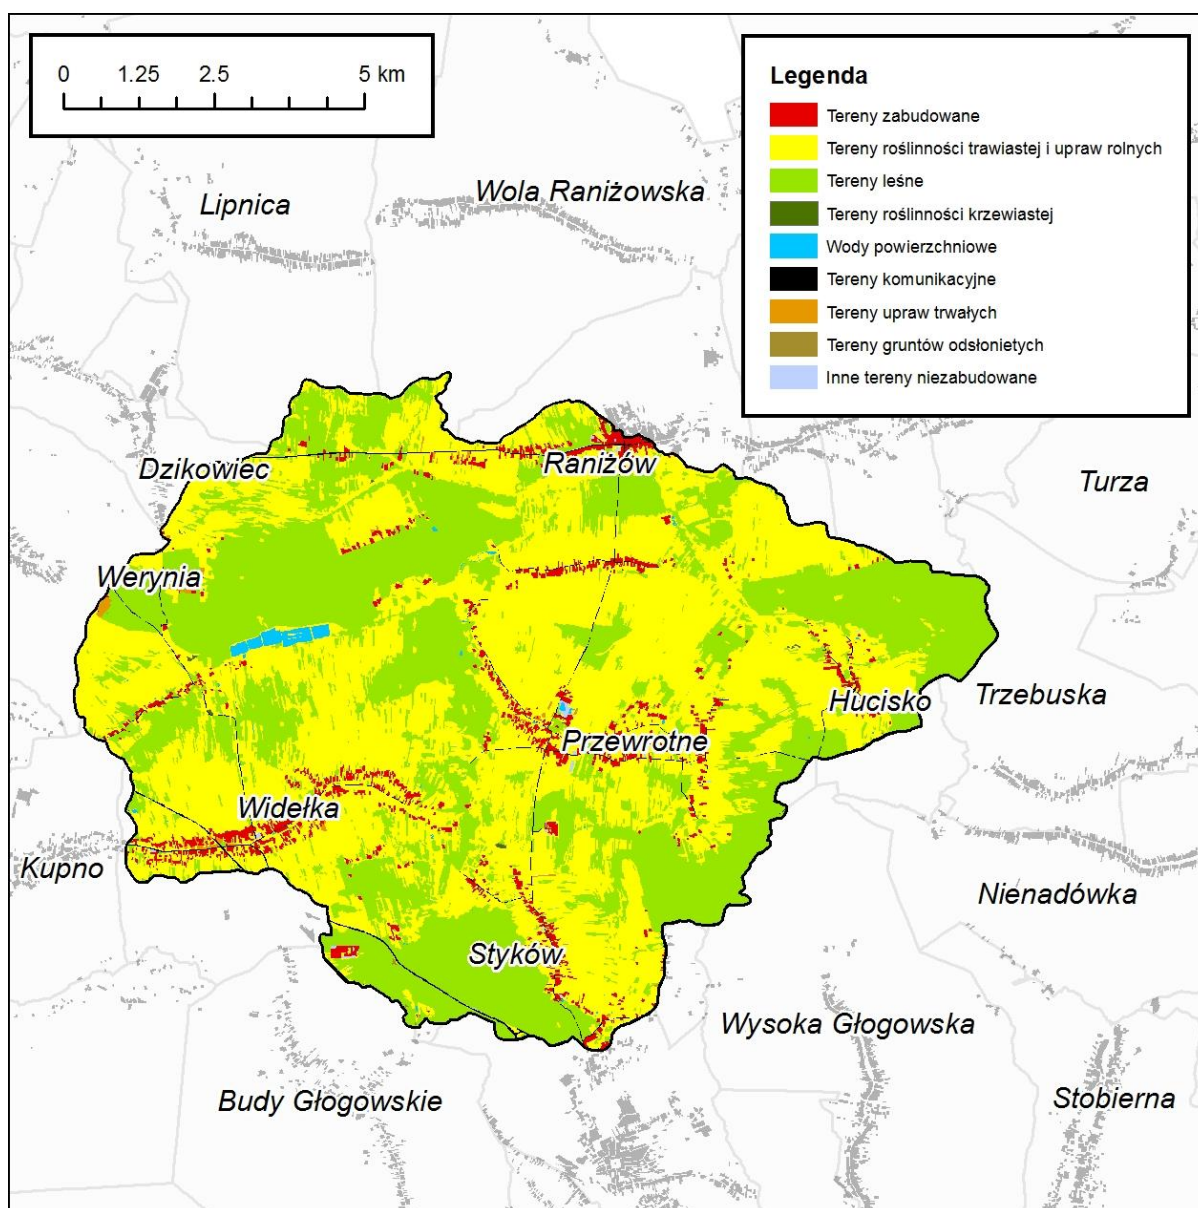 0 1.25 2.5 5 km
Legenda
Tereny zabudowane
Tereny roślinności trawiastej i upraw rolnych
Tereny leśne
Tereny roślinności krzewiastej
Wody powierzchniowe
Tereny komunikacyjne
Tereny upraw trwałych
Tereny gruntów odsłonietych
Inne tereny niezabudowane
Lipnica
Wola Raniżowska
Dzikowiec
Raniżów
Turza
Werynia
Hucisko
Trzebuska
Przewrotne
Widełka
Kupno
Nienadówka
Styków
Wysoka Głogowska
Budy Głogowskie
Stobierna